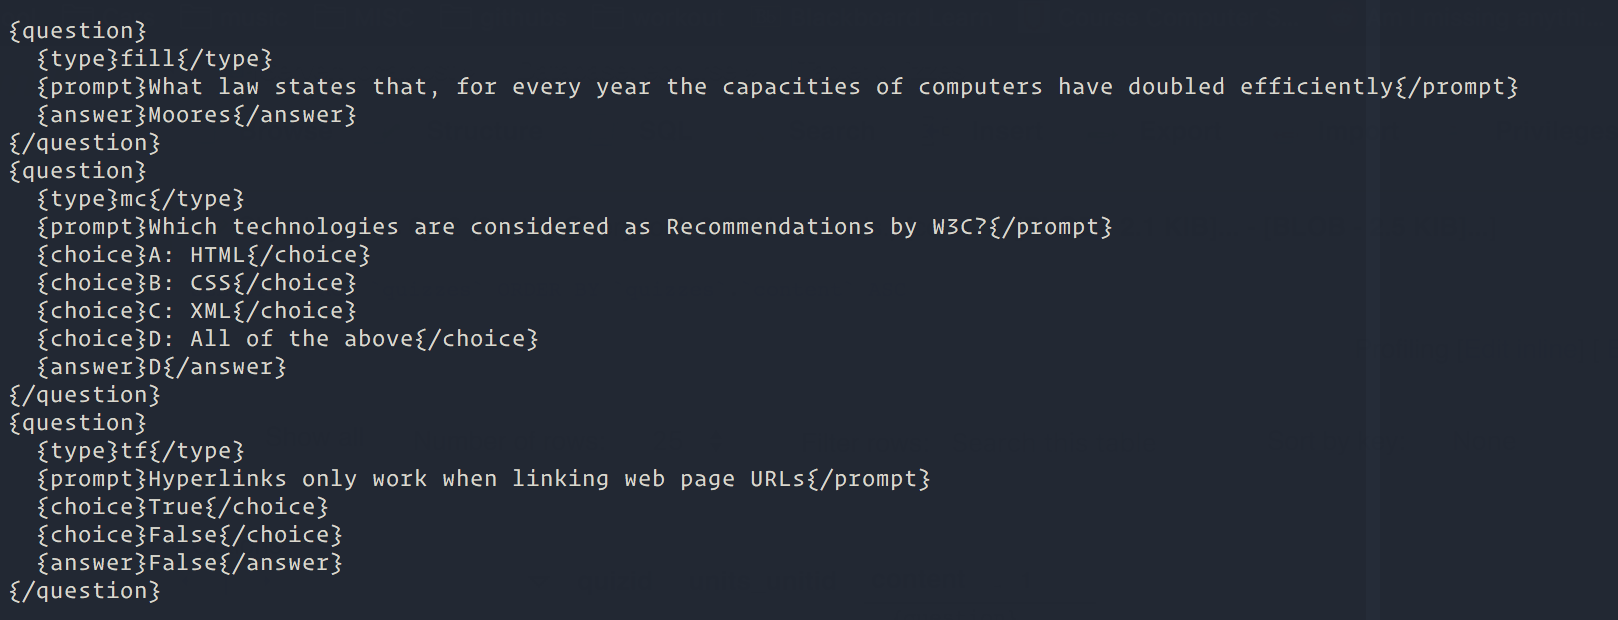 {question}
  {type}fill{/type}
  {prompt}What law states that, for every year the capacities of computers have doubled efficiently{/prompt}
  {answer}Moores{/answer}
{/question}
{question}
  {type}mc{/type}
  {prompt}Which technologies are considered as Recommendations by W3C?{/prompt}
  {choice}A: HTML{/choice}
  {choice}B: CSS{/choice}
  {choice}C: XML{/choice}
  {choice}D: All of the above{/choice}
  {answer}D{/answer}
{/question}
{question}
  {type}tf{/type}
  {prompt}Hyperlinks only work when linking web page URLs{/prompt}
  {choice}True{/choice}
  {choice}False{/choice}
  {answer}False{/answer}
{/question}